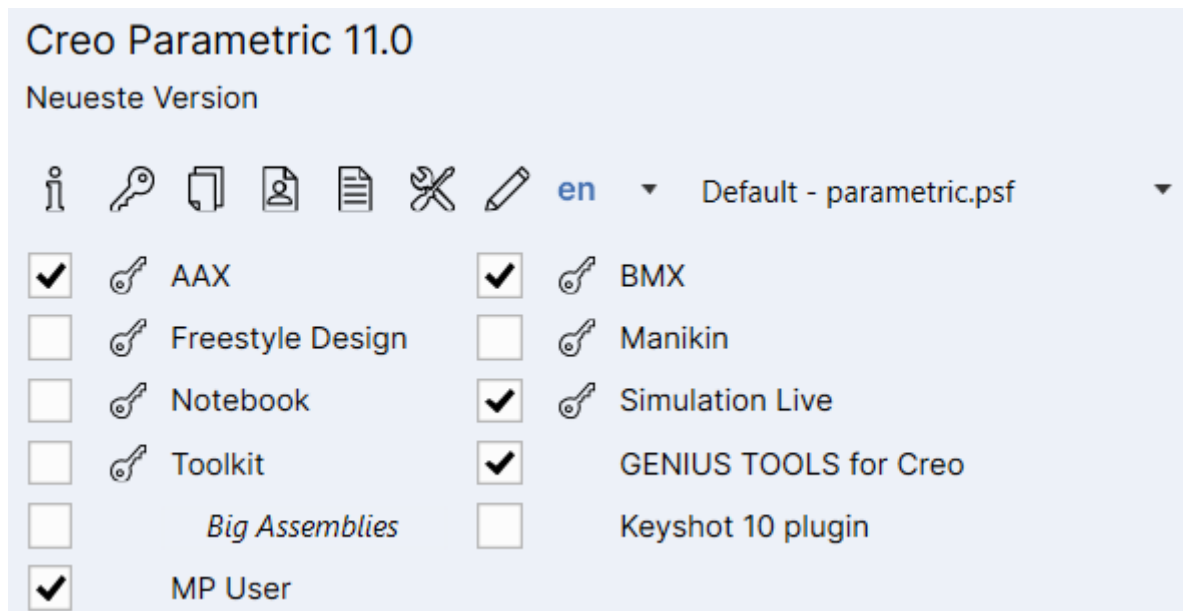 Creo Parametric 11.0
Neueste Version
en Default - parametric.psf
AAX BMX
Freestyle Design Manikin
Notebook Simulation Live
Toolkit GENIUS TOOLS for Creo
Big Assemblies Keyshot 10 plugin
MP User